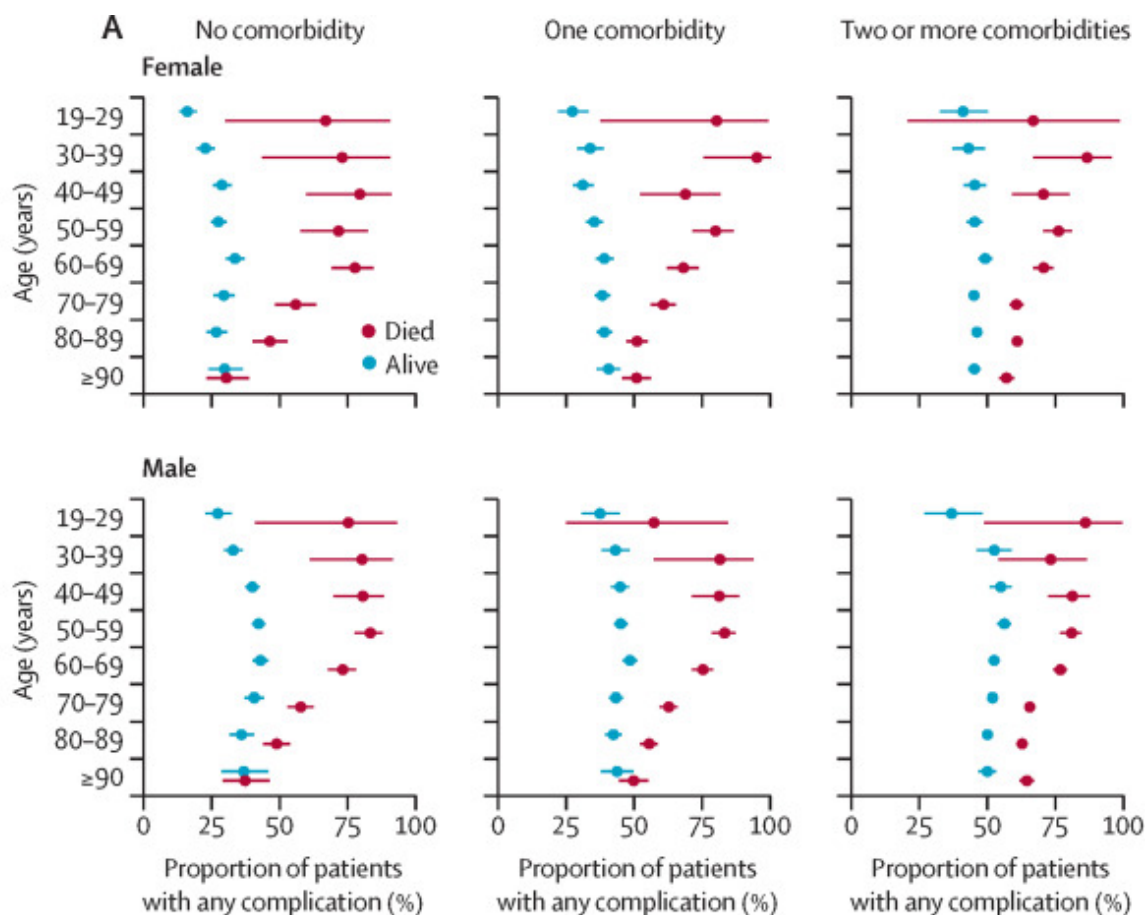 A
No comorbidity One comorbidity Two or more comorbidities
Female
Age (years)
19–29
30–39
40–49
50–59
60–69
70–79
80–89
≥90
Died
Alive
Male
Age (years)
19–29
30–39
40–49
50–59
60–69
70–79
80–89
≥90
0 25 50 75 100 0 25 50 75 100 0 25 50 75 100
Proportion of patients Proportion of patients Proportion of patients
with any complication (%) with any complication (%) with any complication (%)